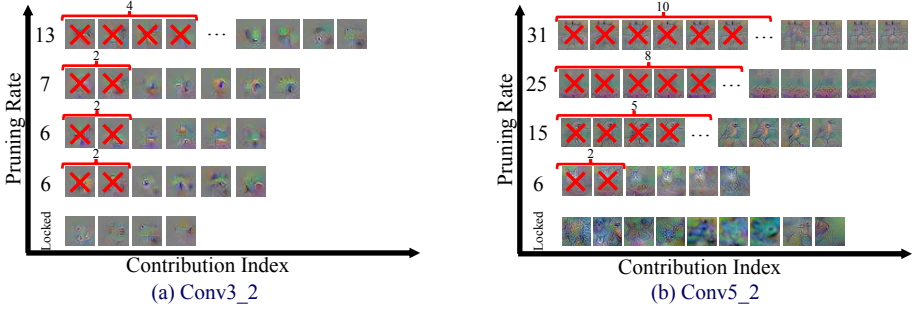 Pruning Rate
4
13
...
2
7
2
6
2
6
Locked
Contribution Index
(a) Conv3_2
Pruning Rate
10
31
...
8
25
...
5
15
...
2
6
Locked
Contribution Index
(b) Conv5_2